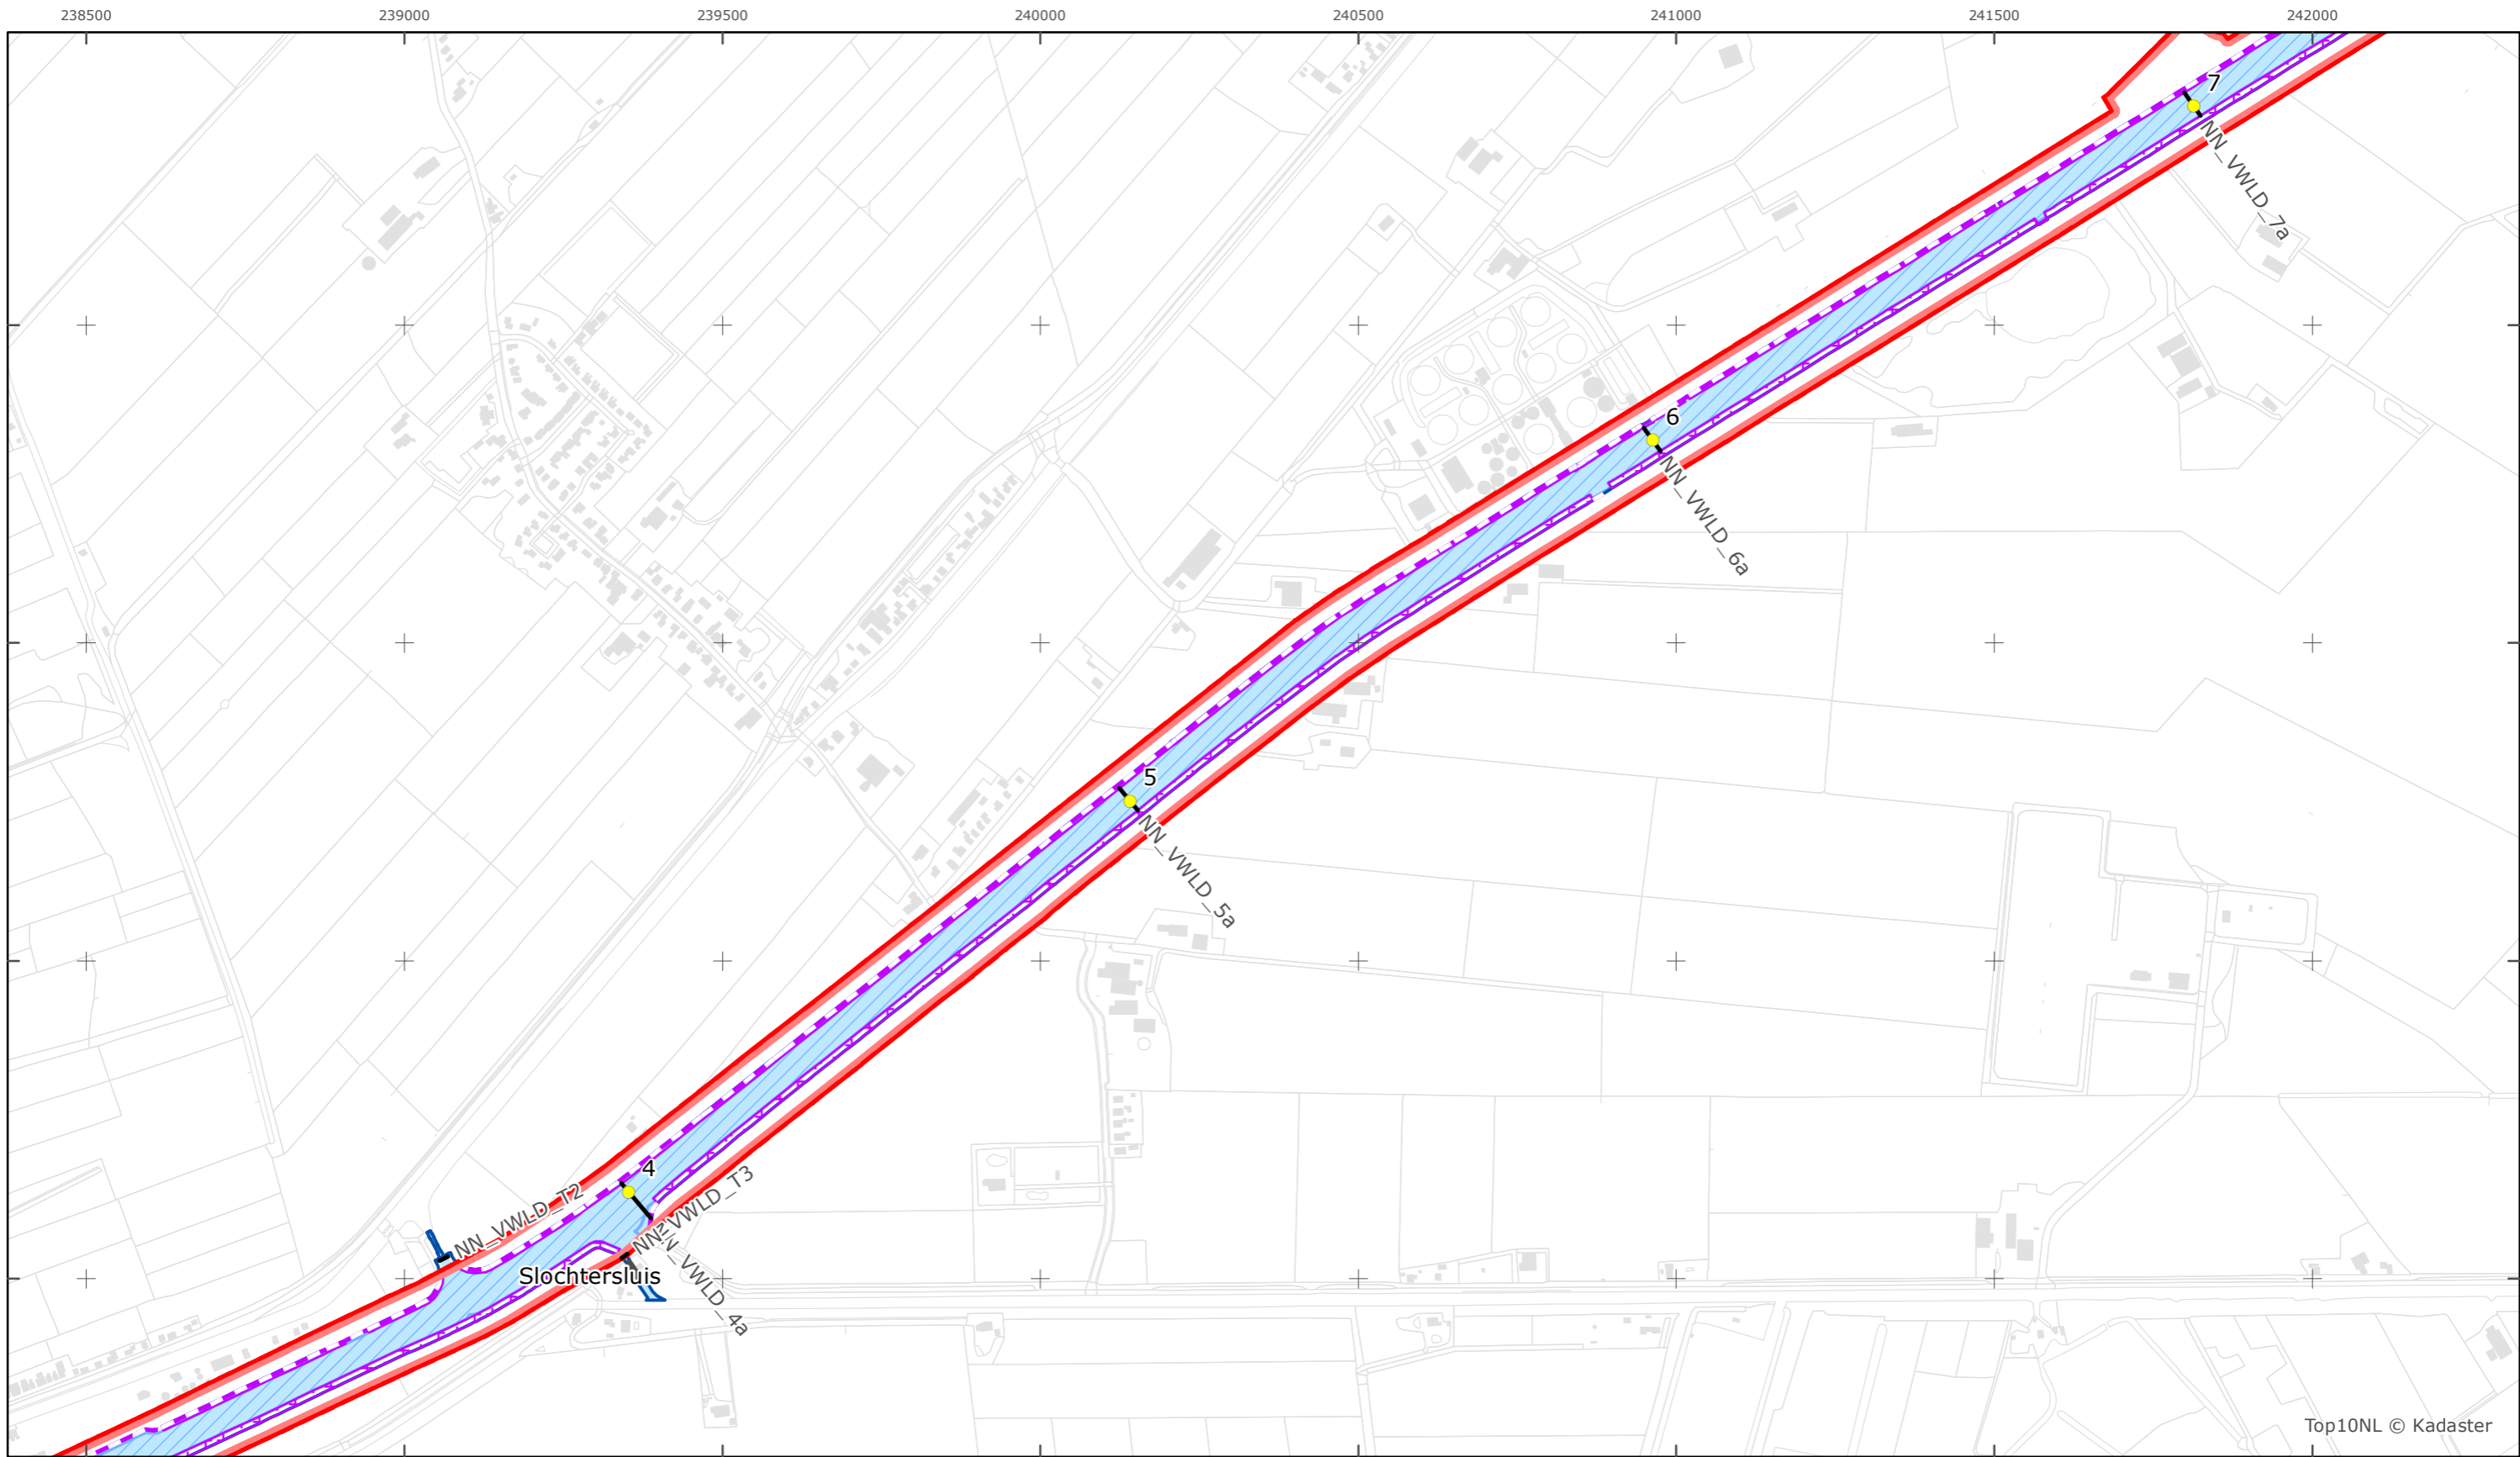 238500 239000 239500 240000 240500 241000 241500 242000
7
NN_VWLD_7a
6
NN_VWLD_6a
5
NN_VWLD_5a
4
NN_VWLD_T2
NN_VWLD_T3
NN_VWLD_4a
Slochtersluis
Top10NL © Kadaster